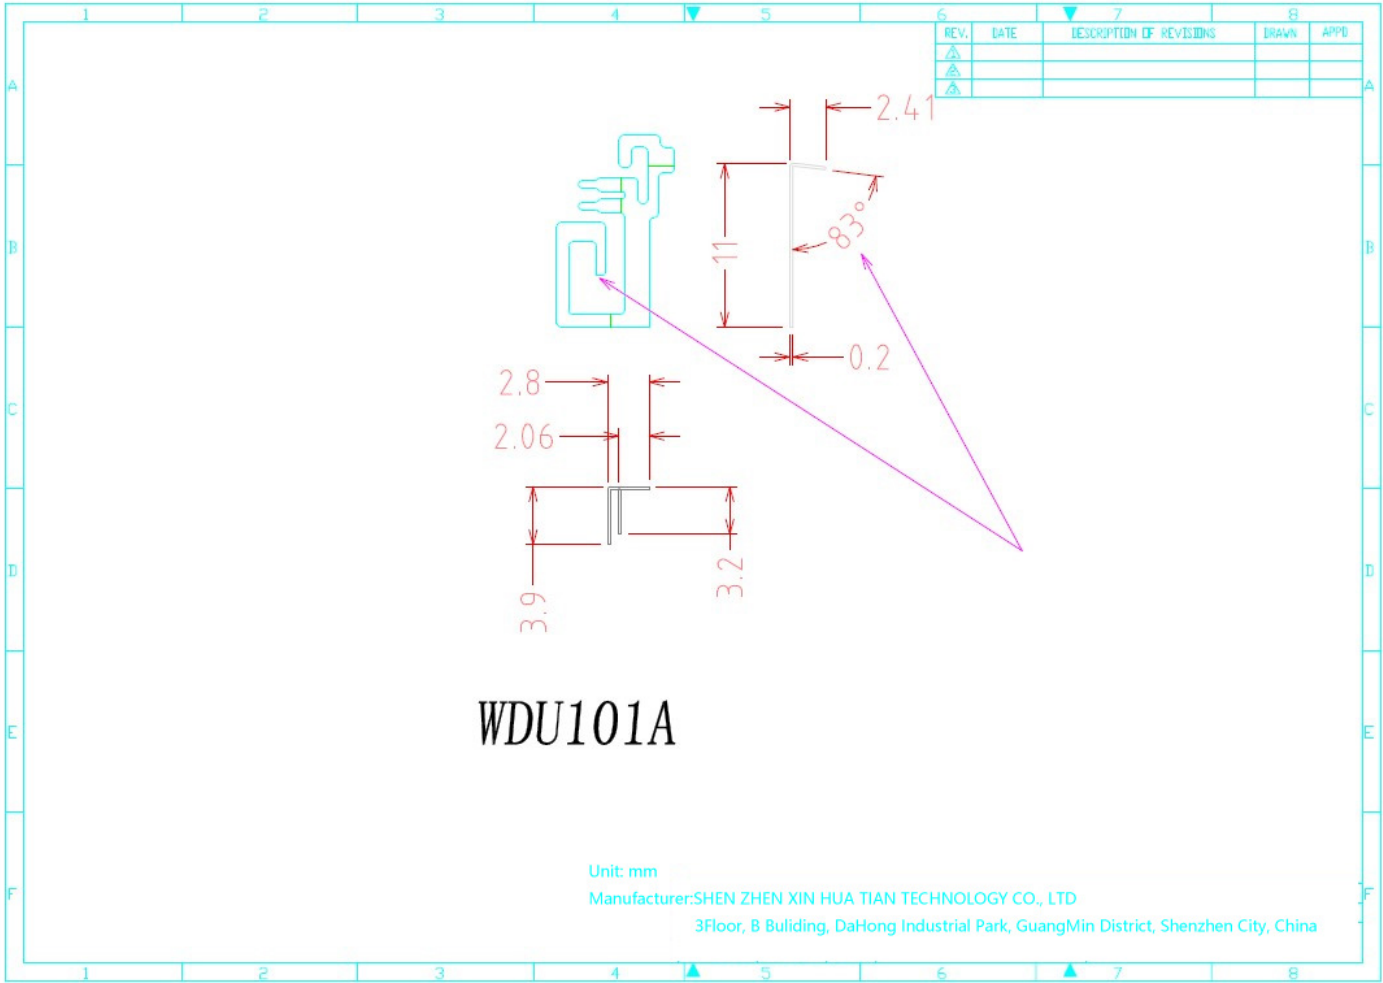 1 2 3 4 5 6 7 8
REV. DATE DESCRIPTION OF REVISIONS DRAWN APPD
1
2
3
A A
2.41
B 11 83° B
0.2
2.8
C C
2.06
D D
3.2
3.9
WDU101A
E E
Unit: mm
F F
Manufacturer:SHEN ZHEN XIN HUA TIAN TECHNOLOGY CO., LTD
3Floor, B Buliding, DaHong Industrial Park, GuangMin District, Shenzhen City, China
1 2 3 4 5 6 7 8